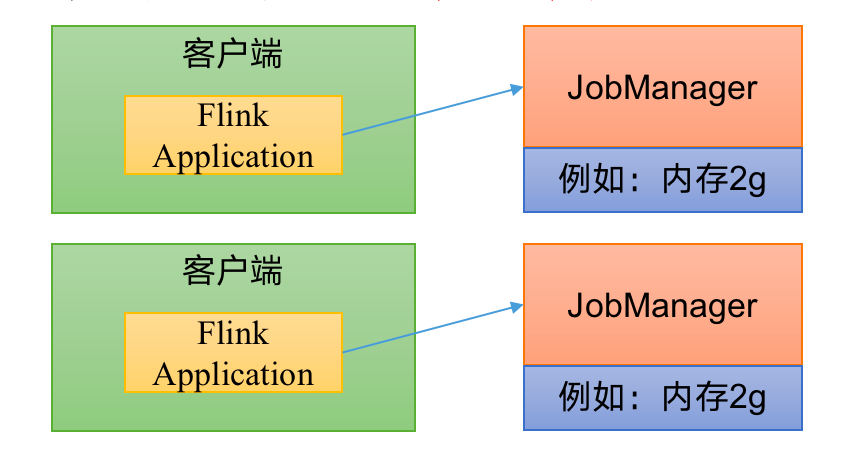 客户端
Flink
Application
JobManager
例如：内存2g
客户端
Flink
Application
JobManager
例如：内存2g